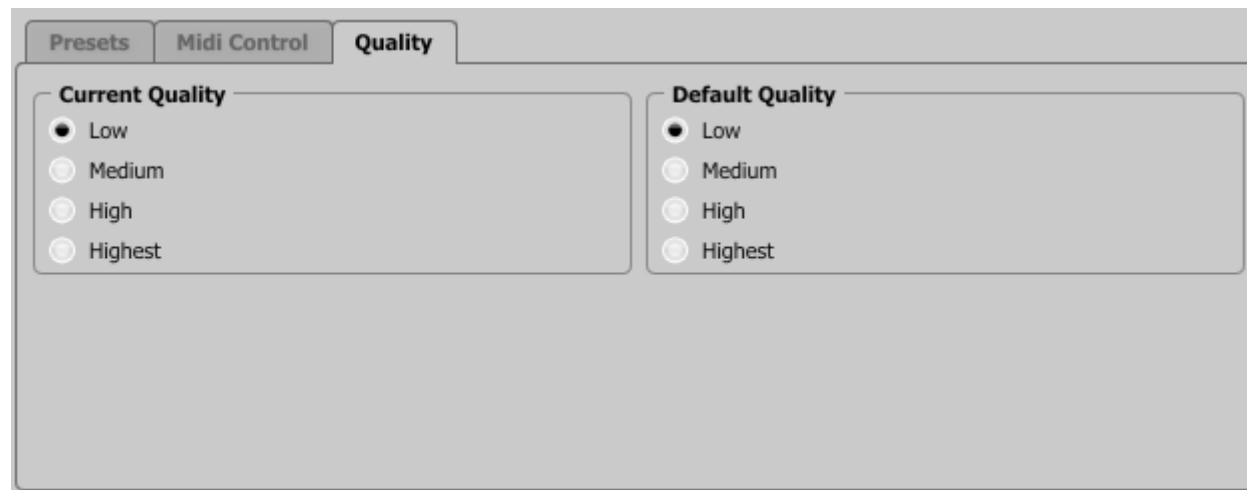 Presets Midi Control Quality
Current Quality
Low
Medium
High
Highest
Default Quality
Low
Medium
High
Highest